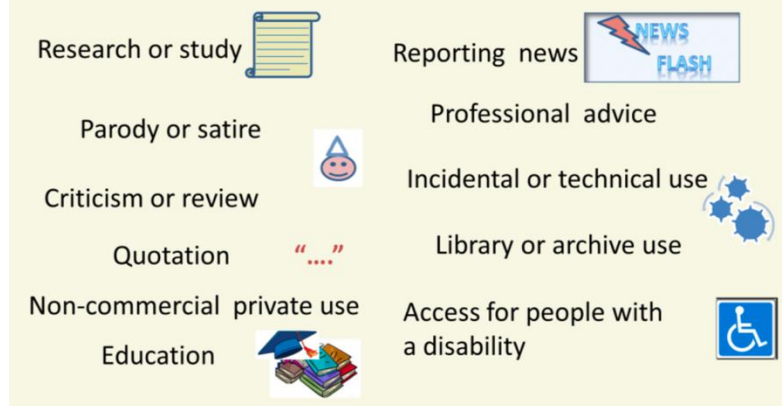 Research or study
Parody or satire
Criticism or review
Quotation “....”
Non-commercial private use
Education
Reporting news
NEWS
FLASH
Professional advice
Incidental or technical use
Library or archive use
Access for people with
a disability